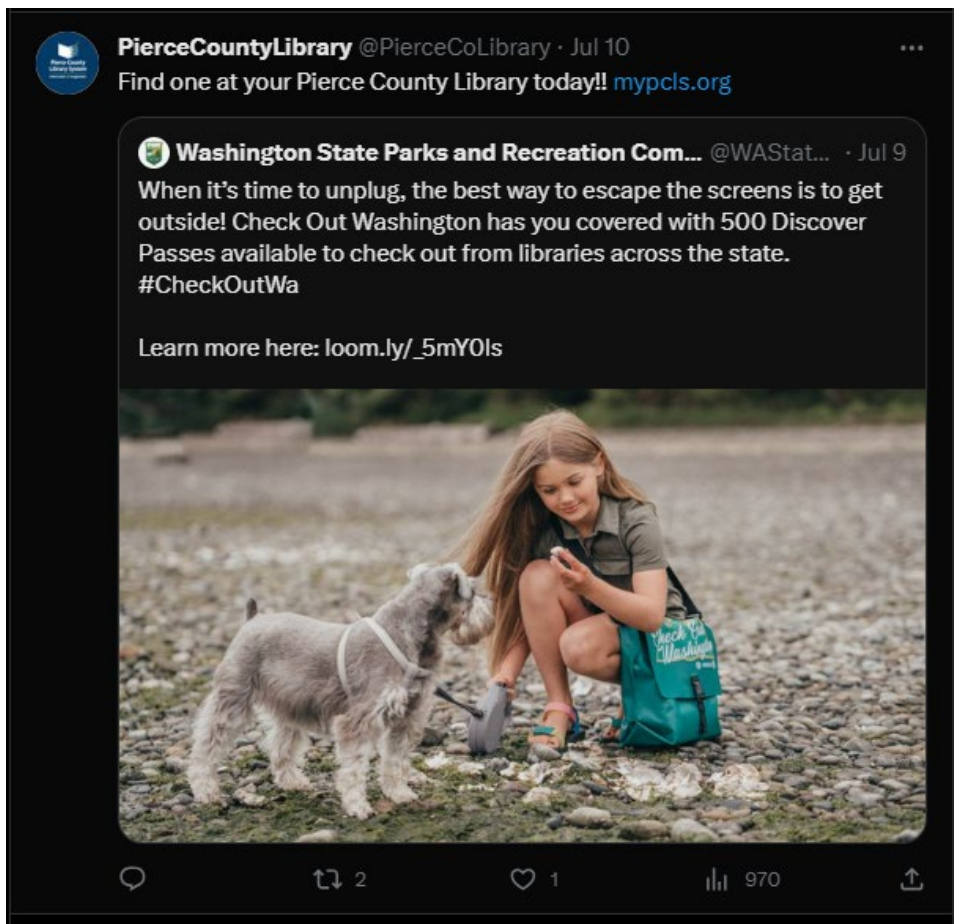 PierceCountyLibrary @PierceCoLibrary · Jul 10
Find one at your Pierce County Library today!! mypcls.org
Washington State Parks and Recreation Com... @WAStat... · Jul 9
When it's time to unplug, the best way to escape the screens is to get
outside! Check Out Washington has you covered with 500 Discover
Passes available to check out from libraries across the state.
#CheckOutWa
Learn more here: loom.ly/_5mY0ls
Check Out
Washington
2
1
970